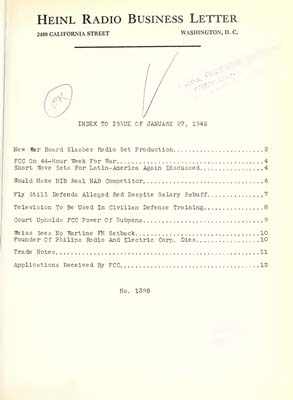 HEINL RADIO BUSINESS LETTER
2400 CALIFORNIA STREET WASHINGTON, D. C.
OK
INDEX TO ISSUE OF JANUARY 27, 1942
New War Board Slashes Radio Set Production.......................2
FCC On 44-Hour Week For War......................................4
Short Wave Sets For Latin-America Again Discussed................4
Would Make NIB Real NAB Competitor...............................6
Fly Still Defends Alleged Red Despite Salary Rebuff..............7
Television To Be Used In Civilian Defense Training...............8
Court Upholds FCC Power Of Subpena...............................9
Weiss Sees No Wartime FM Setback................................10
Founder Of Philips Radio And Electric Corp. Dies................10
Trade Notes.....................................................11
Applications Received By FCC....................................12
No. 1398